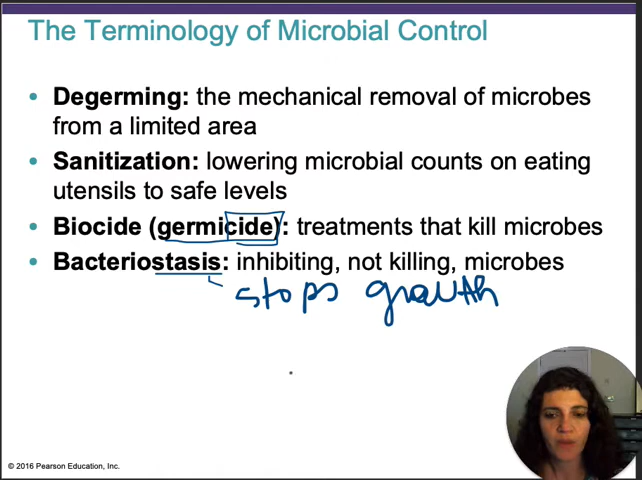 The Terminology of Microbial Control
• Degerming: the mechanical removal of microbes
from a limited area
• Sanitization: lowering microbial counts on eating
utensils to safe levels
• Biocide (germicide): treatments that kill microbes
• Bacteriostasis: inhibiting, not killing, microbes
stops growth
© 2016 Pearson Education, Inc.